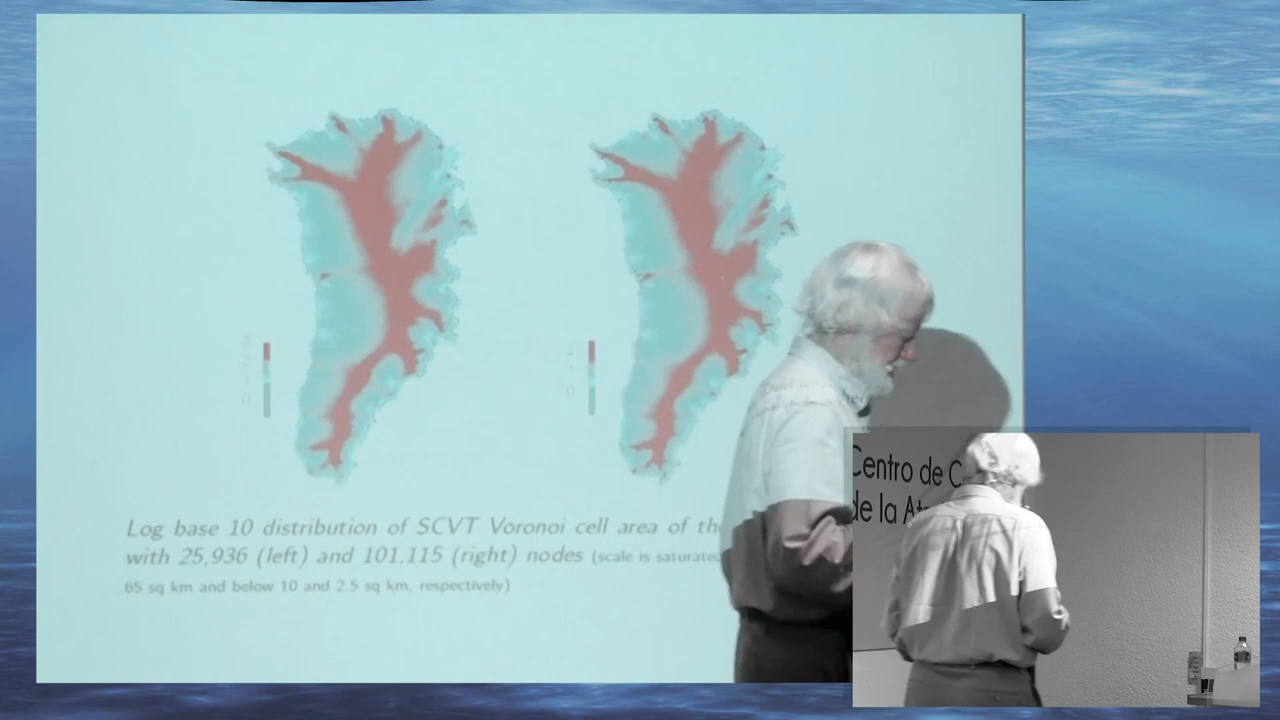 Log base 10 distribution of SCVT Voronoi cell area of the
with 25,936 (left) and 101,115 (right) nodes (scale is saturated
65 sq km and below 10 and 2.5 sq km, respectively)
Centro de C
de la At